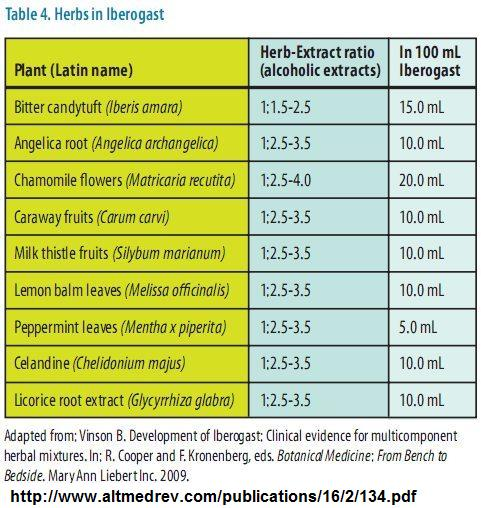 Table 4. Herbs in Iberogast
Plant (Latin name) Herb-Extract ratio (alcoholic extracts) In 100 mL Iberogast
Bitter candytuft (Iberis amara) 1;1.5-2.5 15.0 mL
Angelica root (Angelica archangelica) 1;2.5-3.5 10.0 mL
Chamomile flowers (Matricaria recutita) 1;2.5-4.0 20.0 mL
Caraway fruits (Carum carvi) 1;2.5-3.5 10.0 mL
Milk thistle fruits (Silybum marianum) 1;2.5-3.5 10.0 mL
Lemon balm leaves (Melissa officinalis) 1;2.5-3.5 10.0 mL
Peppermint leaves (Mentha x piperita) 1;2.5-3.5 5.0 mL
Celandine (Chelidonium majus) 1;2.5-3.5 10.0 mL
Licorice root extract (Glycyrrhiza glabra) 1;2.5-3.5 10.0 mL
Adapted from; Vinson B. Development of Iberogast; Clinical evidence for multicomponent
herbal mixtures. In; R. Cooper and F. Kronenberg, eds. Botanical Medicine; From Bench to
Bedside. Mary Ann Liebert Inc. 2009.
http://www.altmedrev.com/publications/16/2/134.pdf